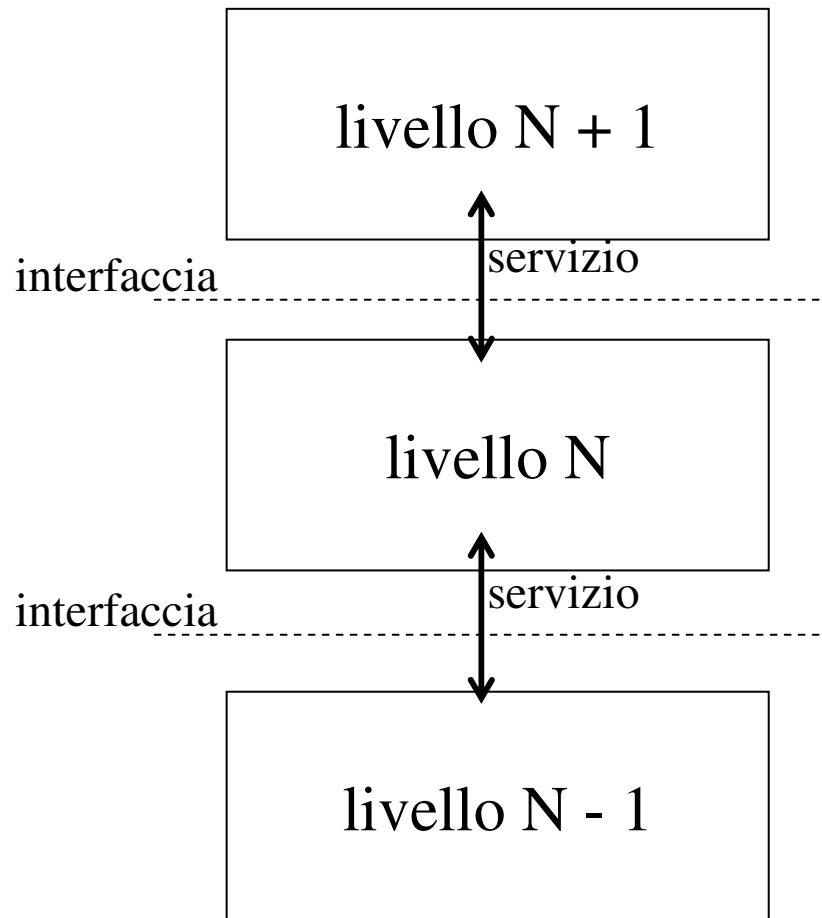 livello N + 1
servizio
interfaccia
livello N
servizio
interfaccia
livello N - 1